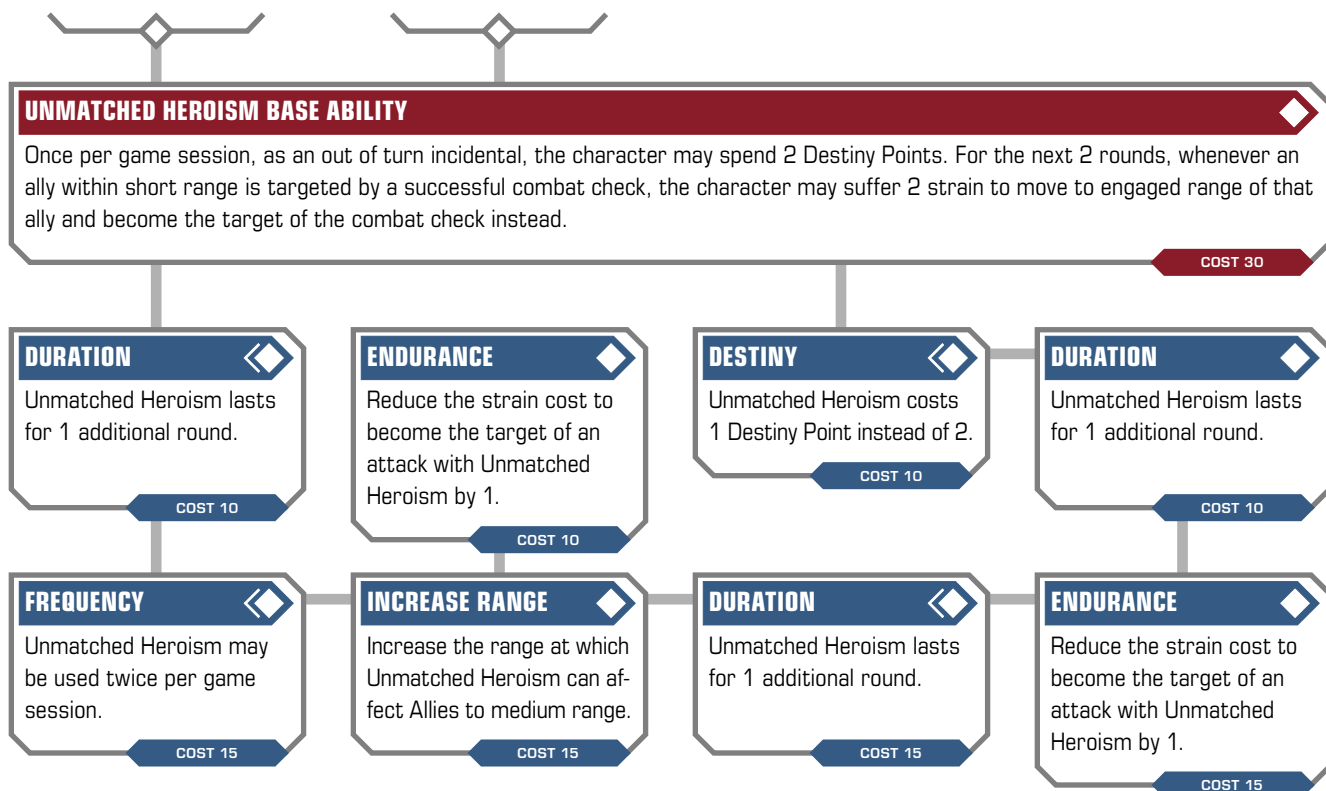 UNMATCHED HEROISM BASE ABILITY
Once per game session, as an out of turn incidental, the character may spend 2 Destiny Points. For the next 2 rounds, whenever an
ally within short range is targeted by a successful combat check, the character may suffer 2 strain to move to engaged range of that
ally and become the target of the combat check instead.
COST 30
DURATION
Unmatched Heroism lasts
for 1 additional round.
COST 10
ENDURANCE
Reduce the strain cost to
become the target of an
attack with Unmatched
Heroism by 1.
COST 10
DESTINY
Unmatched Heroism costs
1 Destiny Point instead of 2.
COST 10
DURATION
Unmatched Heroism lasts
for 1 additional round.
COST 10
FREQUENCY
Unmatched Heroism may
be used twice per game
session.
COST 15
INCREASE RANGE
Increase the range at which
Unmatched Heroism can af-
fect Allies to medium range.
COST 15
DURATION
Unmatched Heroism lasts
for 1 additional round.
COST 15
ENDURANCE
Reduce the strain cost to
become the target of an
attack with Unmatched
Heroism by 1.
COST 15